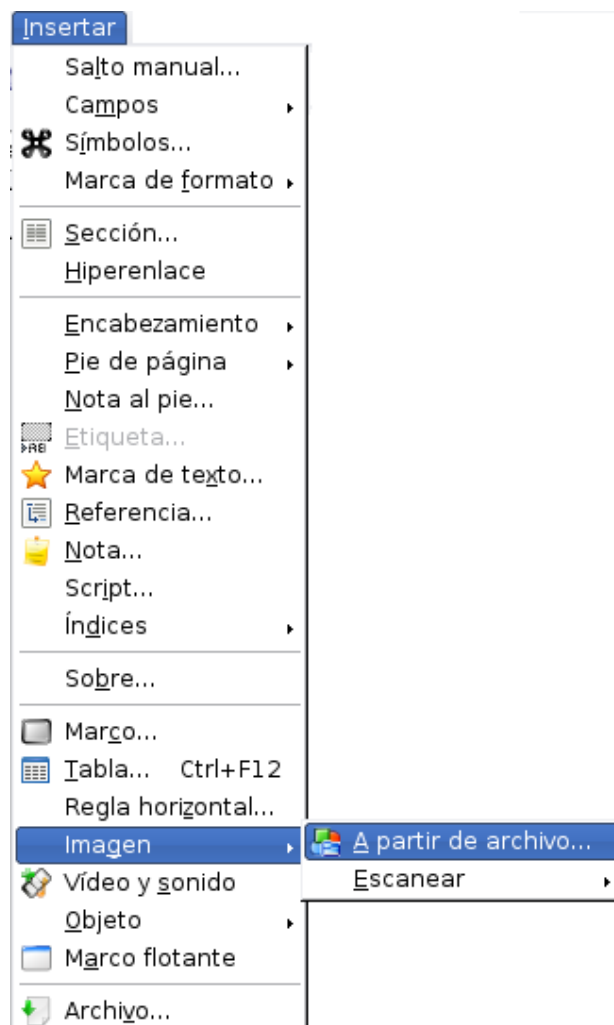 Insertar
Salto manual...
Campos
Símbolos...
Marca de formato
Sección...
Hiperenlace
Encabezamiento
Pie de página
Nota al pie...
Etiqueta...
Marca de texto...
Referencia...
Nota...
Script...
Índices
Sobre...
Marco...
Tabla... Ctrl+F12
Regla horizontal...
Imagen
A partir de archivo...
Vídeo y sonido
Escanear
Objeto
Marco flotante
Archivo...